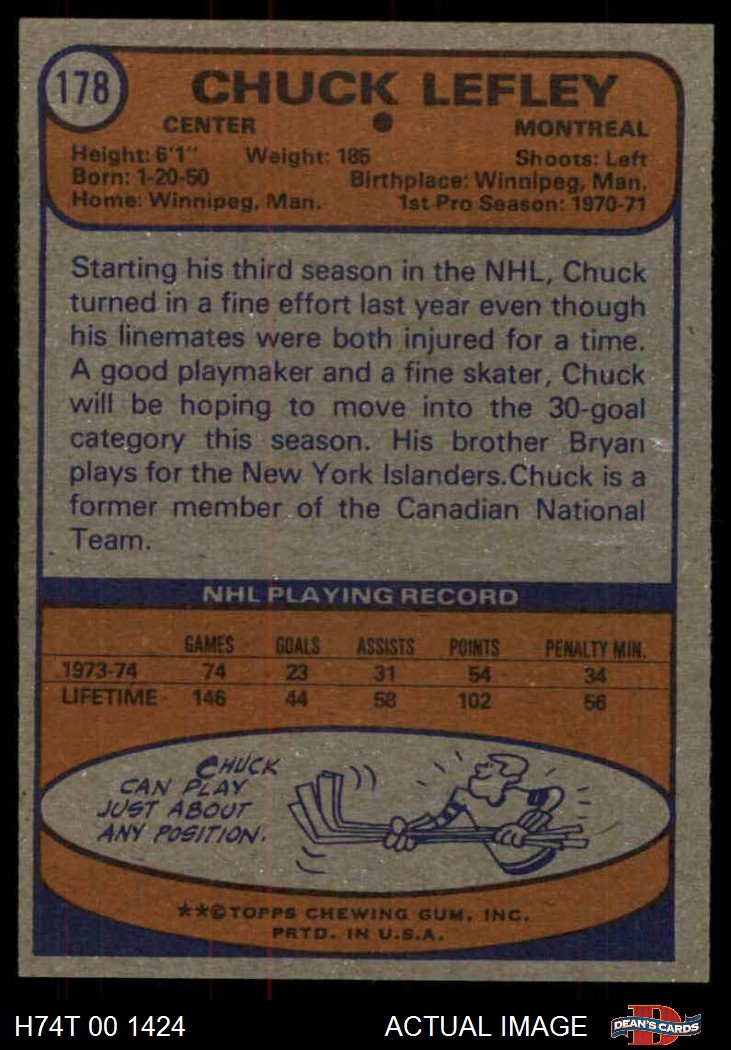 178
CHUCK LEFLEY
CENTER • MONTREAL
Height: 6'1" Weight: 185 Shoots: Left
Born: 1-20-50 Birthplace: Winnipeg, Man.
Home: Winnipeg, Man. 1st Pro Season: 1970-71
Starting his third season in the NHL, Chuck
turned in a fine effort last year even though
his linemates were both injured for a time.
A good playmaker and a fine skater, Chuck
will be hoping to move into the 30-goal
category this season. His brother Bryan
plays for the New York Islanders.Chuck is a
former member of the Canadian National
Team.
NHL PLAYING RECORD
GAMES GOALS ASSISTS POINTS PENALTY MIN.
1973-74 74 23 31 54 34
LIFETIME 146 44 58 102 56
CHUCK
CAN PLAY
JUST ABOUT
ANY POSITION.
**©TOPPS CHEWING GUM, INC.
PRTD. IN U.S.A.
H74T 00 1424 ACTUAL IMAGE D DEAN'S CARDS